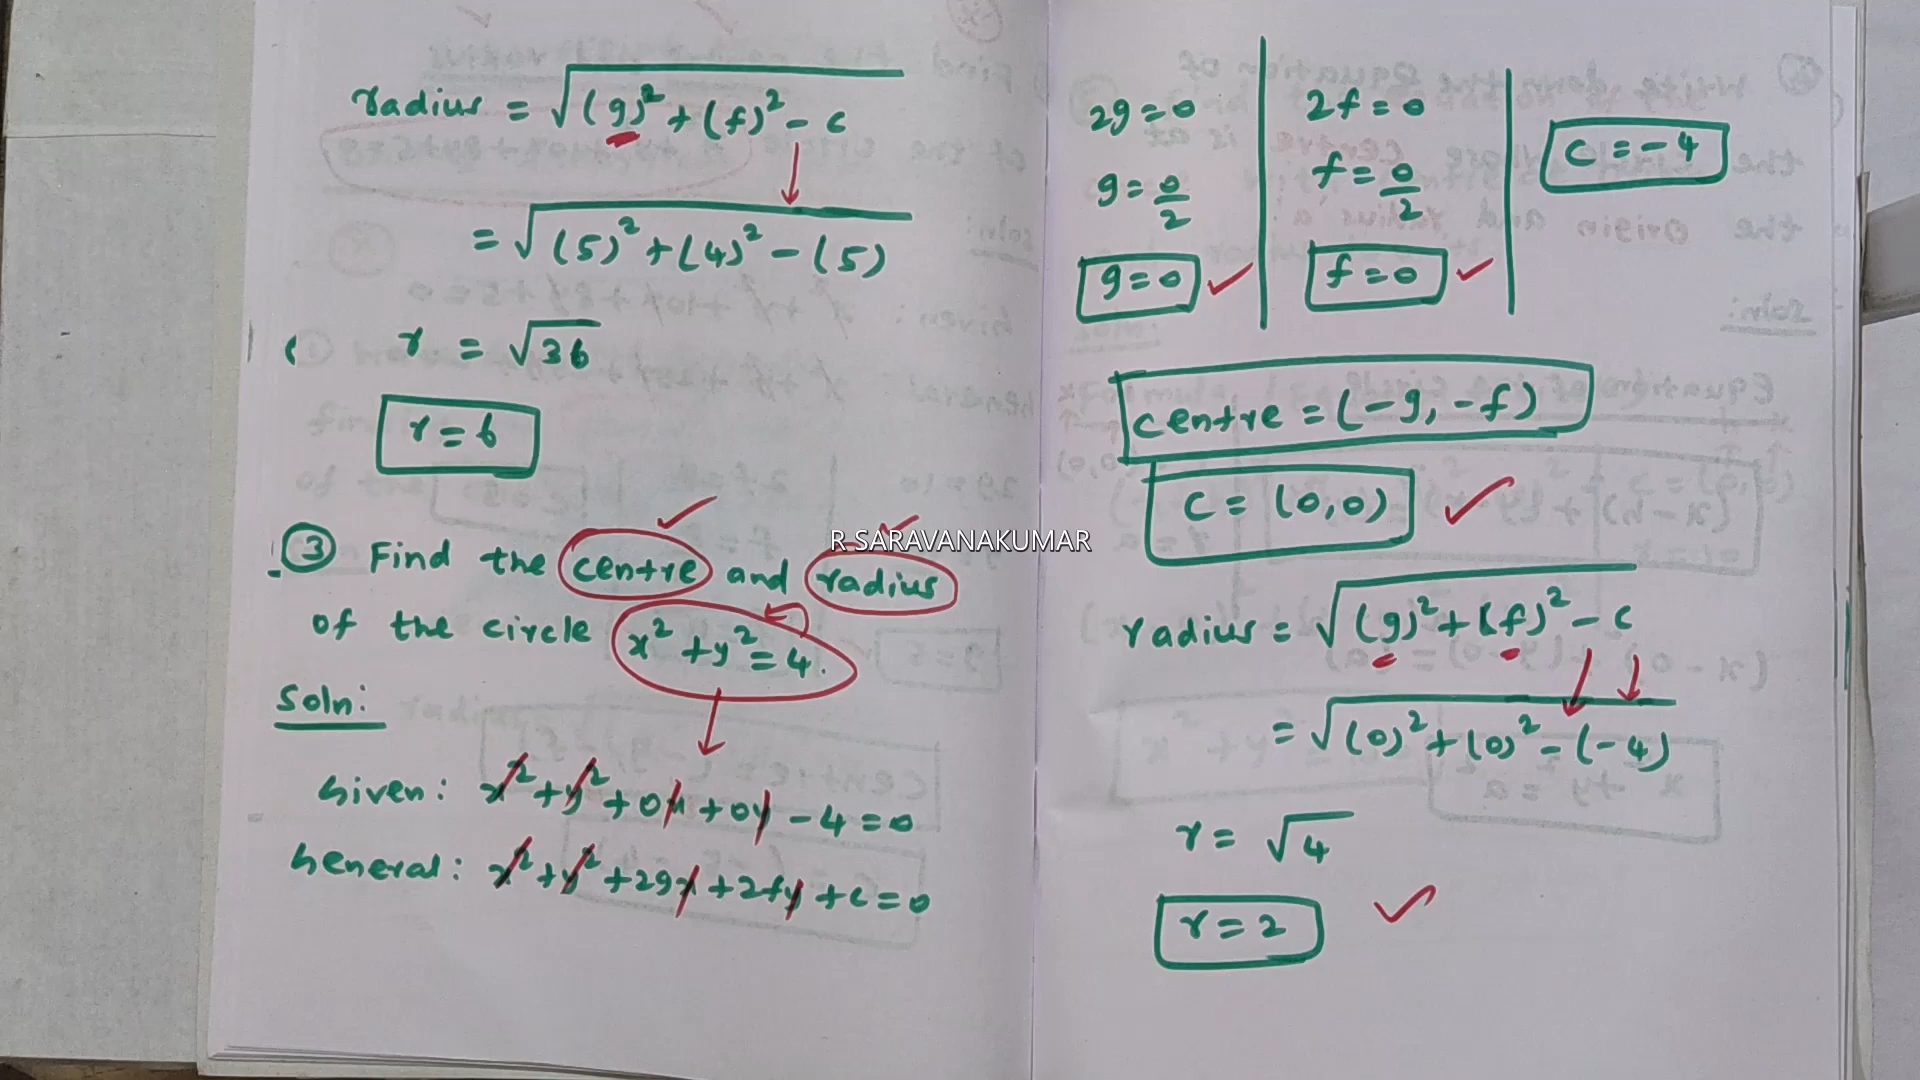 radius = √(g)² + (f)² - c
= √(5)² + (4)² - (5)
r = √36
r = 6
③ Find the centre and radius
of the circle x² + y² = 4.
Soln:
Given: x² + y² + 0x + 0y - 4 = 0
General: x² + y² + 2gx + 2fy + c = 0
2g = 0
g = 0/2
g = 0
2f = 0
f = 0/2
f = 0
c = -4
centre = (-g, -f)
C = (0,0)
radius = √(g)² + (f)² - c
= √(0)² + (0)² - (-4)
r = √4
r = 2
R SARAVANAKUMAR